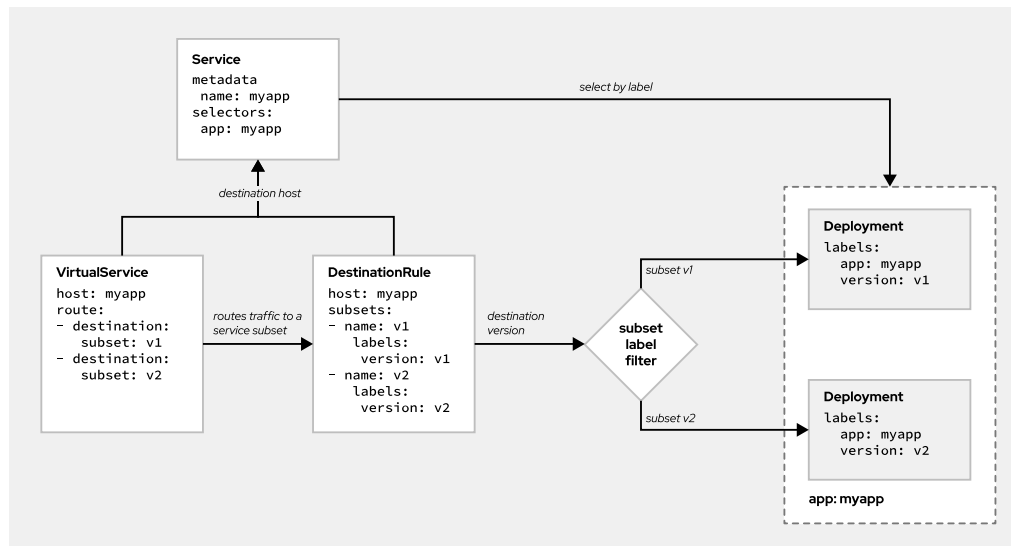 Service
metadata
 name: myapp
selectors:
 app: myapp
select by label
destination host
VirtualService
host: myapp
route:
- destination:
   subset: v1
- destination:
   subset: v2
routes traffic to a
service subset
DestinationRule
host: myapp
subsets:
- name: v1
   labels:
    version: v1
- name: v2
   labels:
    version: v2
destination
version
subset
label
filter
subset v1
subset v2
Deployment
labels:
  app: myapp
  version: v1
Deployment
labels:
  app: myapp
  version: v2
app: myapp